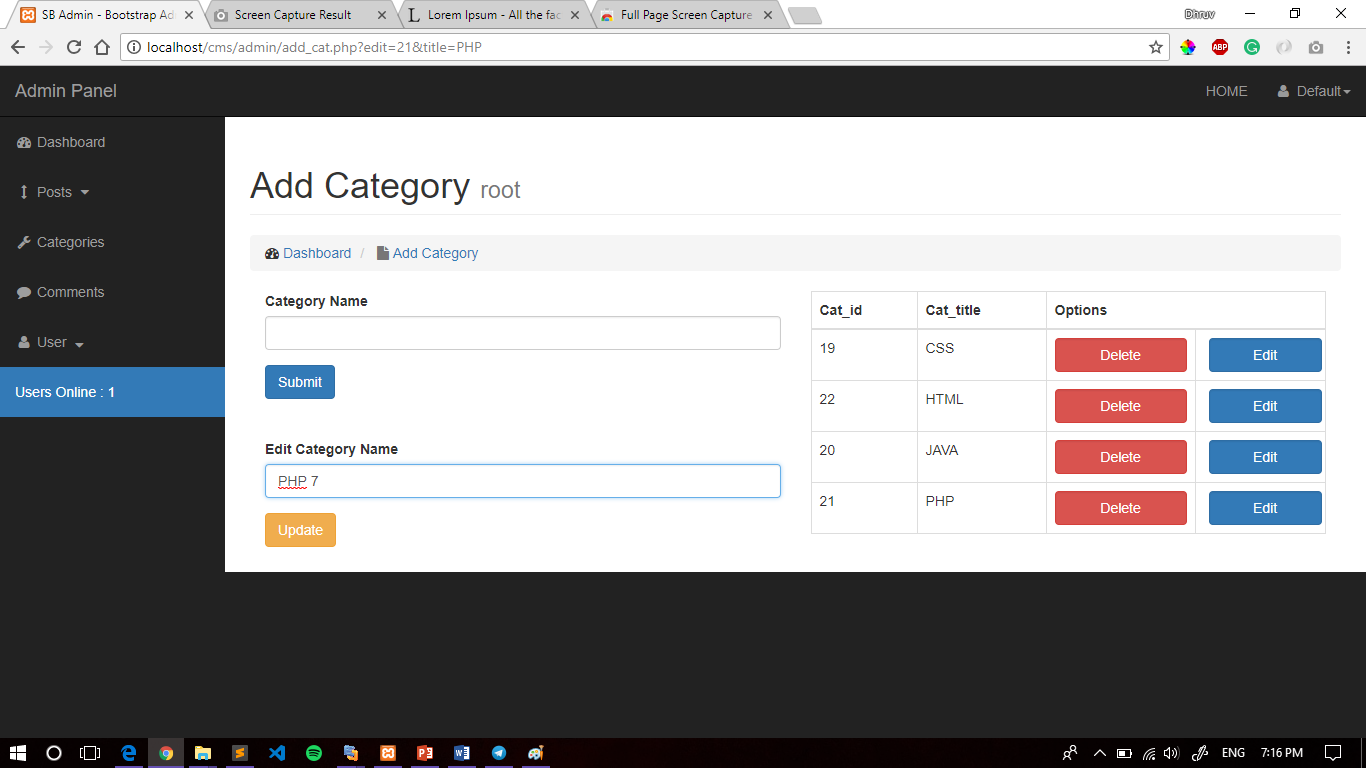 SB Admin - Bootstrap Ad
Screen Capture Result
Lorem Ipsum - All the fac
Full Page Screen Capture
Dhruv
localhost/cms/admin/add_cat.php?edit=21&title=PHP
ABP
Admin Panel
HOME
Default
Dashboard
Posts
Categories
Comments
User
Users Online : 1
Add Category root
Dashboard / Add Category
Category Name
Submit
Edit Category Name
PHP 7
Update
Cat_id Cat_title Options
19 CSS Delete Edit
22 HTML Delete Edit
20 JAVA Delete Edit
21 PHP Delete Edit
ENG
7:16 PM